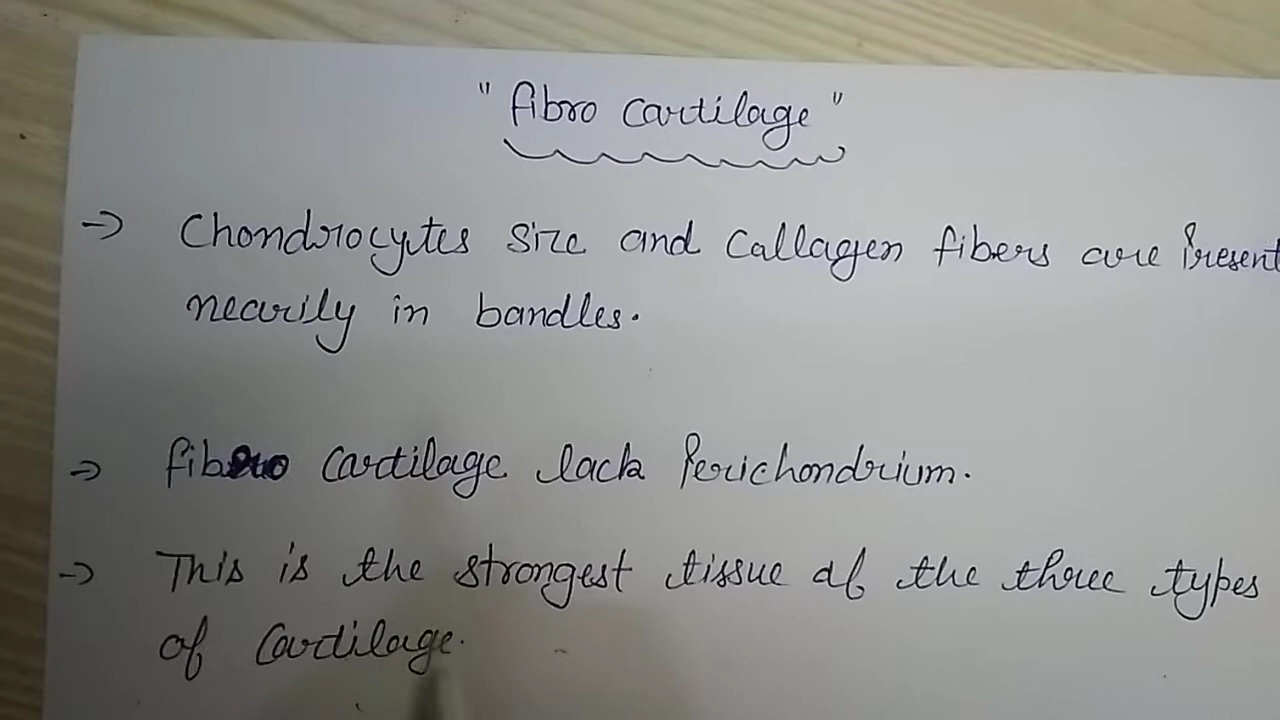 "fibro cartilage"
→ Chondrocytes size and Callagen fibers are Present
nearily in bandles.
→ fibro Cartilage lack Perichondrium.
→ This is the strongest tissue of the three types
of Cartilage.